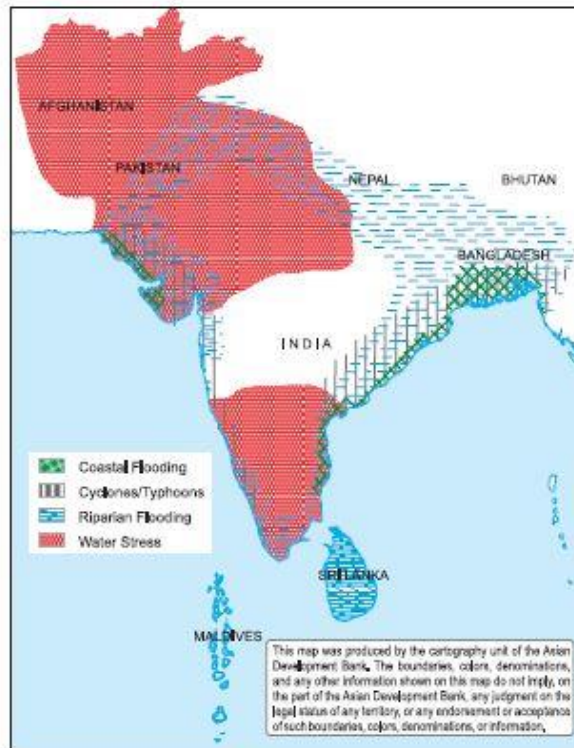 AFGHANISTAN
PAKISTAN
NEPAL
BHUTAN
BANGLADESH
INDIA
Coastal Flooding
Cyclones/Typhoons
Riparian Flooding
Water Stress
SRI LANKA
MALDIVES
This map was produced by the cartography unit of the Asian
Development Bank. The boundaries, colors, denominations,
and any other information shown on this map do not imply, on
the part of the Asian Development Bank, any judgment on the
legal status of any territory, or any endorsement or acceptance
of such boundaries, colors, denominations, or information.